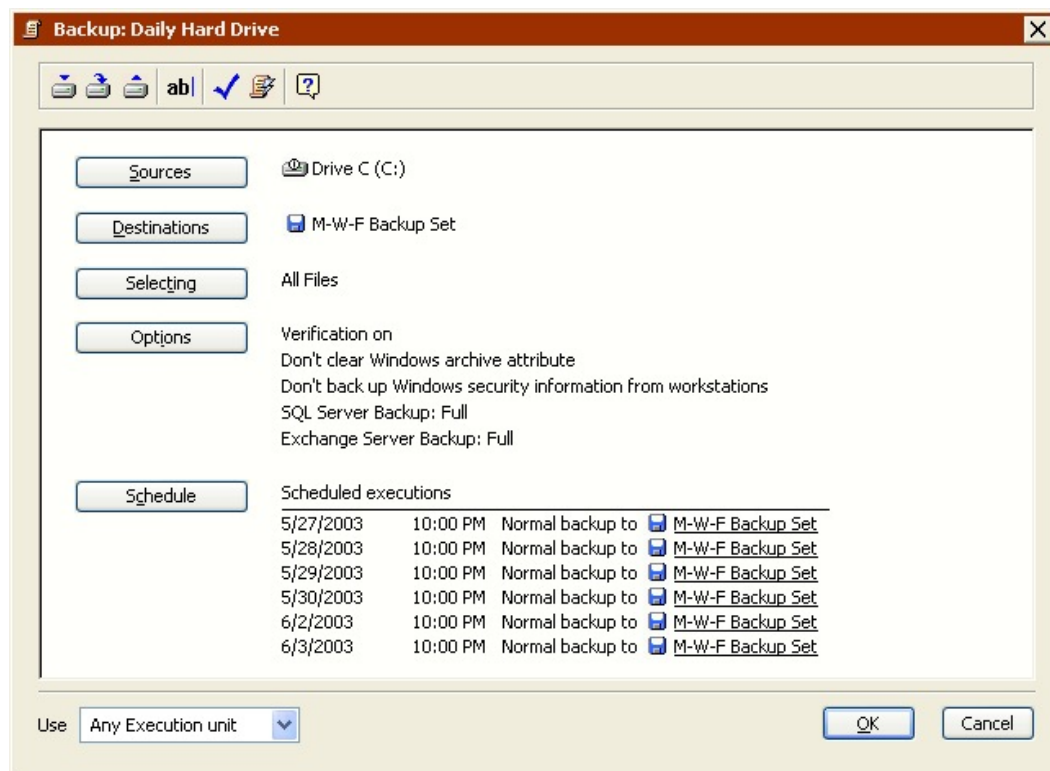 Backup: Daily Hard Drive
ab|
Sources Drive C (C:)
Destinations M-W-F Backup Set
Selecting All Files
Options Verification on
Don't clear Windows archive attribute
Don't back up Windows security information from workstations
SQL Server Backup: Full
Exchange Server Backup: Full
Schedule Scheduled executions
5/27/2003 10:00 PM Normal backup to M-W-F Backup Set
5/28/2003 10:00 PM Normal backup to M-W-F Backup Set
5/29/2003 10:00 PM Normal backup to M-W-F Backup Set
5/30/2003 10:00 PM Normal backup to M-W-F Backup Set
6/2/2003 10:00 PM Normal backup to M-W-F Backup Set
6/3/2003 10:00 PM Normal backup to M-W-F Backup Set
Use Any Execution unit OK Cancel